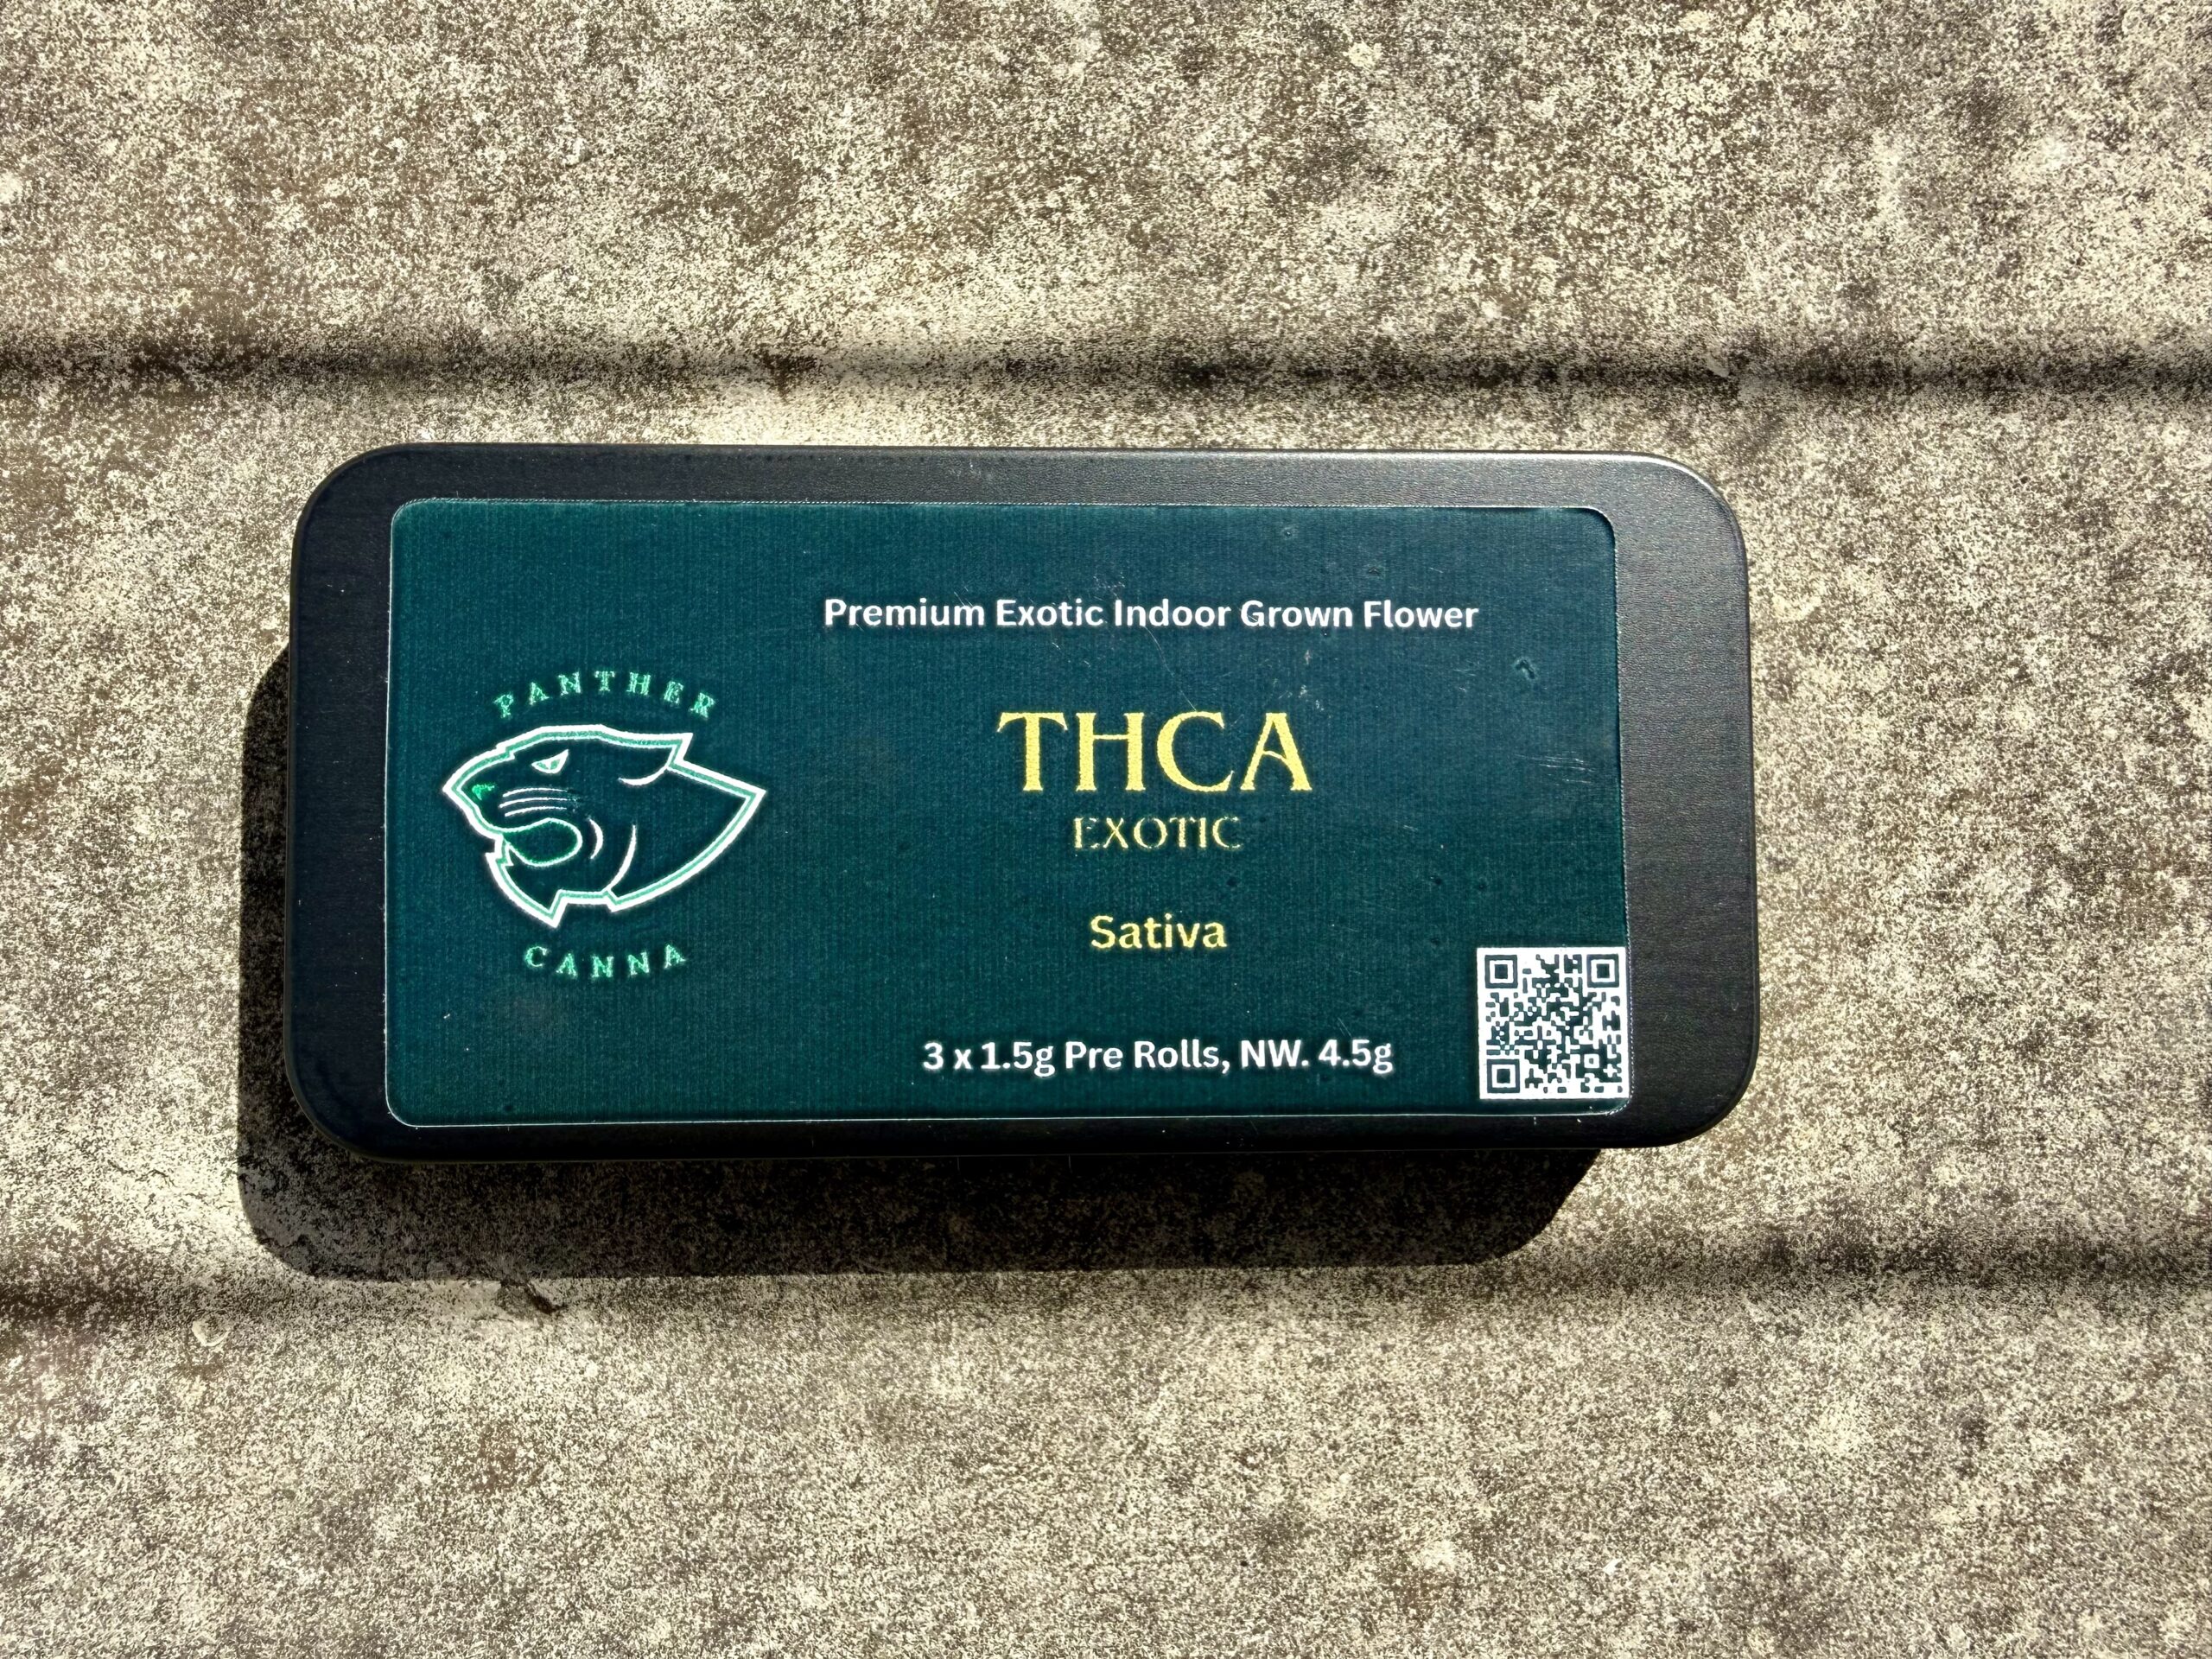 Premium Exotic Indoor Grown Flower
PANTHER
CANNA
THCA
EXOTIC
Sativa
3 x 1.5g Pre Rolls, NW. 4.5g